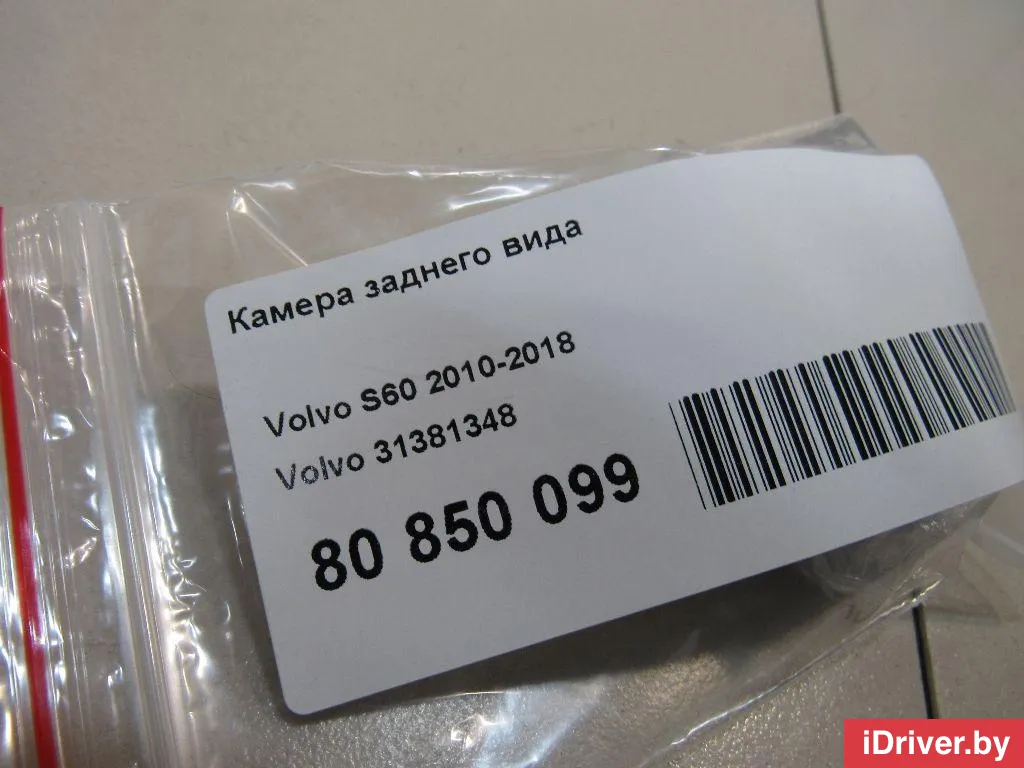 Камера заднего вида
Volvo S60 2010-2018
Volvo 31381348
80 850 099
iDriver.by